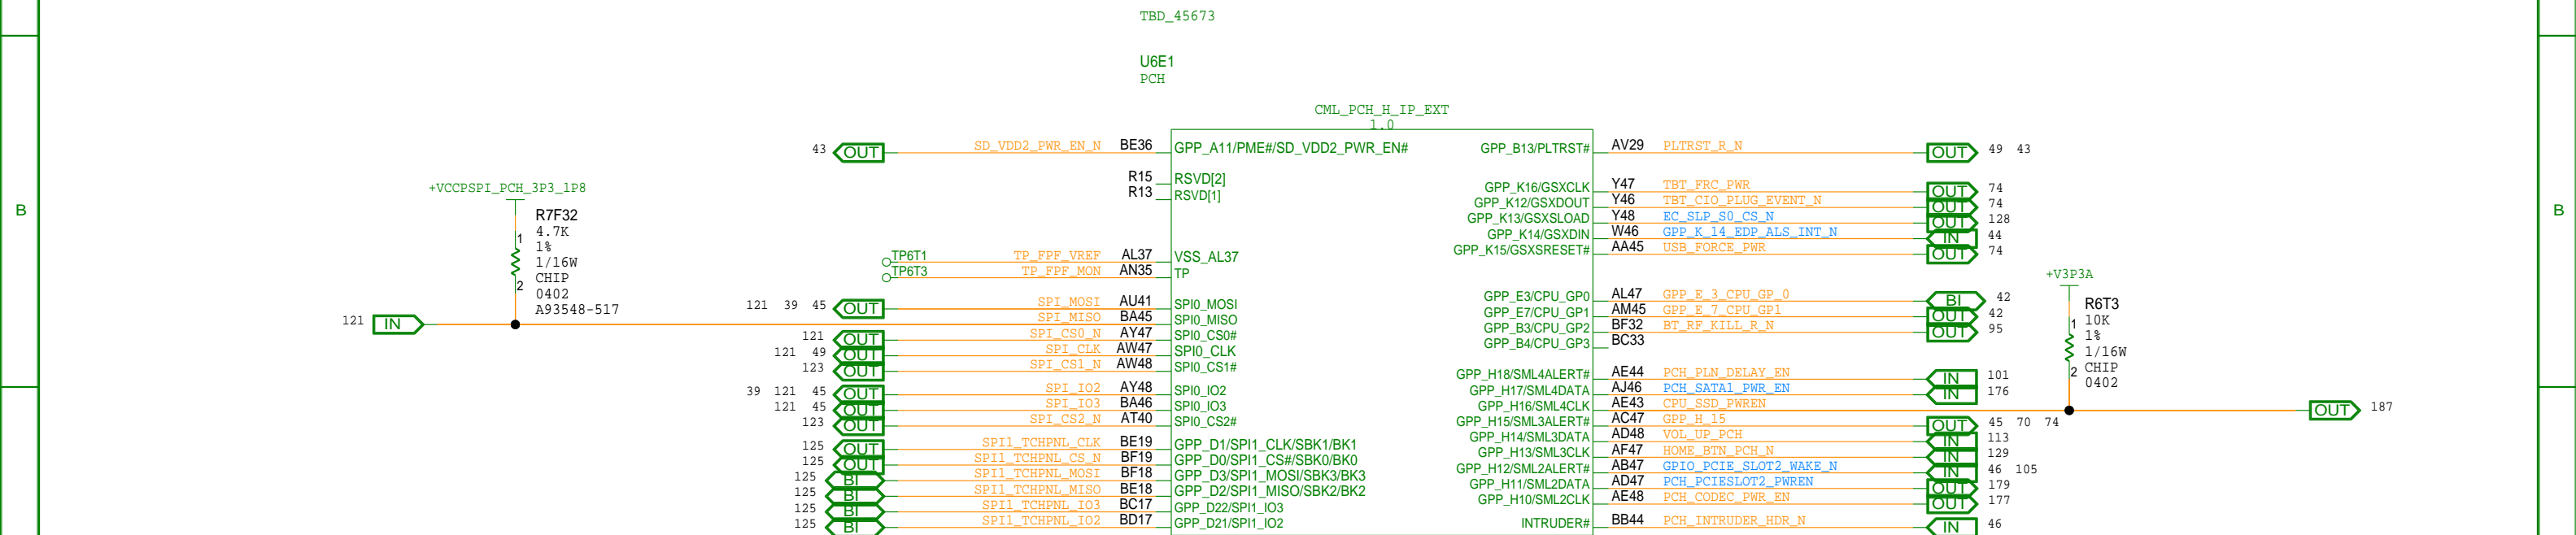 TBD_45673
U6E1
PCH
CML_PCH_H_IP_EXT
1.0
43 OUT SD_VDD2_PWR_EN_N BE36 GPP_A11/PME#/SD_VDD2_PWR_EN# GPP_B13/PLTRST# AV29 PLTRST_R_N OUT 49 43
R15 RSVD[2]
R13 RSVD[1]
GPP_K16/GSXCLK Y47 TBT_FRC_PWR OUT 74
GPP_K12/GSXDOUT Y46 TBT_CIO_PLUG_EVENT_N OUT 74
GPP_K13/GSXSLOAD Y48 EC_SLP_S0_CS_N OUT 128
GPP_K14/GSXDIN W46 GPP_K_14_EDP_ALS_INT_N IN 44
GPP_K15/GSXSRESET# AA45 USB_FORCE_PWR OUT 74
B
B
+VCCPSPI_PCH_3P3_1P8
R7F32
4.7K
1%
1/16W
CHIP
0402
A93548-517
1
2
TP6T1 TP_FPF_VREF AL37 VSS_AL37
TP6T3 TP_FPF_MON AN35 TP
121 39 45 OUT SPI_MOSI AU41 SPI0_MOSI
121 IN SPI_MISO BA45 SPI0_MISO
121 OUT SPI_CS0_N AY47 SPI0_CS0#
121 49 OUT SPI_CLK AW47 SPI0_CLK
123 OUT SPI_CS1_N AW48 SPI0_CS1#
39 121 45 OUT SPI_IO2 AY48 SPI0_IO2
121 45 OUT SPI_IO3 BA46 SPI0_IO3
123 OUT SPI_CS2_N AT40 SPI0_CS2#
125 OUT SPI1_TCHPNL_CLK BE19 GPP_D1/SPI1_CLK/SBK1/BK1
125 OUT SPI1_TCHPNL_CS_N BF19 GPP_D0/SPI1_CS#/SBK0/BK0
125 BI SPI1_TCHPNL_MOSI BF18 GPP_D3/SPI1_MOSI/SBK3/BK3
125 BI SPI1_TCHPNL_MISO BE18 GPP_D2/SPI1_MISO/SBK2/BK2
125 BI SPI1_TCHPNL_IO3 BC17 GPP_D22/SPI1_IO3
125 BI SPI1_TCHPNL_IO2 BD17 GPP_D21/SPI1_IO2
GPP_E3/CPU_GP0 AL47 GPP_E_3_CPU_GP_0 BI 42
GPP_E7/CPU_GP1 AM45 GPP_E_7_CPU_GP1 OUT 42
GPP_B3/CPU_GP2 BF32 BT_RF_KILL_R_N OUT 95
GPP_B4/CPU_GP3 BC33
GPP_H18/SML4ALERT# AE44 PCH_PLN_DELAY_EN IN 101
GPP_H17/SML4DATA AJ46 PCH_SATA1_PWR_EN IN 176
GPP_H16/SML4CLK AE43 CPU_SSD_PWREN OUT 187
GPP_H15/SML3ALERT# AC47 GPP_H_15 OUT 45 70 74
GPP_H14/SML3DATA AD48 VOL_UP_PCH IN 113
GPP_H13/SML3CLK AF47 HOME_BTN_PCH_N IN 129
GPP_H12/SML2ALERT# AB47 GPIO_PCIE_SLOT2_WAKE_N IN 46 105
GPP_H11/SML2DATA AD47 PCH_PCIESLOT2_PWREN OUT 179
GPP_H10/SML2CLK AE48 PCH_CODEC_PWR_EN OUT 177
INTRUDER# BB44 PCH_INTRUDER_HDR_N IN 46
+V3P3A
R6T3
10K
1%
1/16W
CHIP
0402
1
2